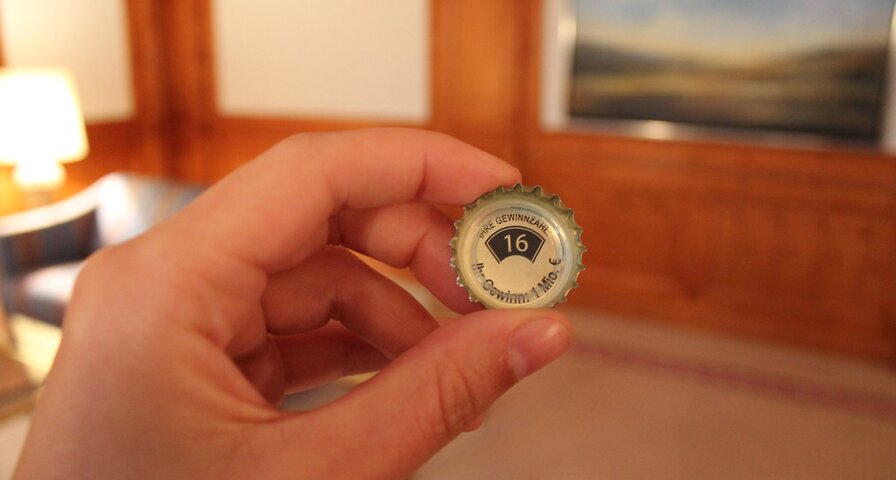 IHRE GEWINNZAHL:
16
Ihr Gewinn: 1 Mio. €